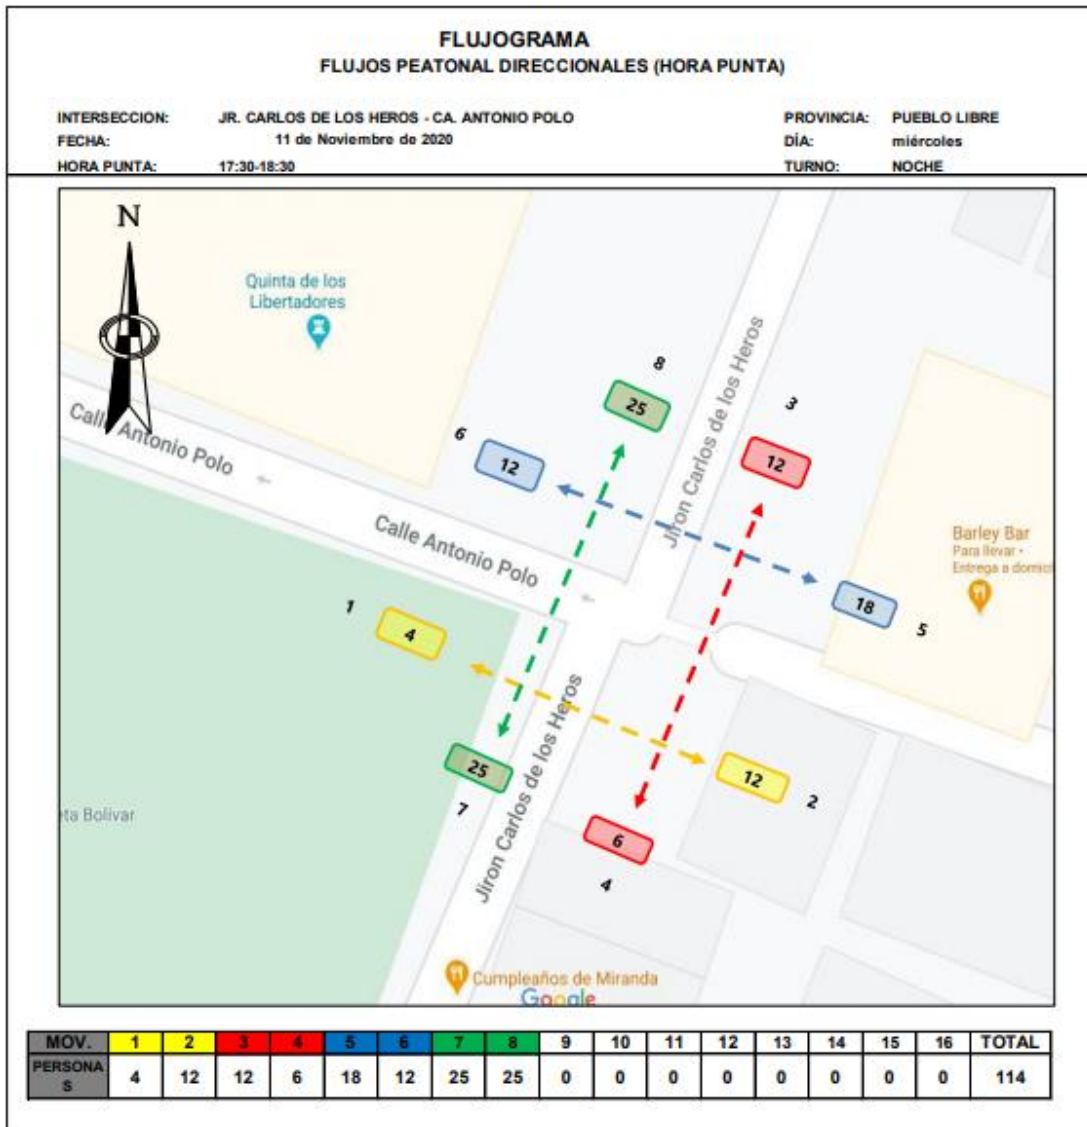 FLUJOGRAMA
FLUJOS PEATONAL DIRECCIONALES (HORA PUNTA)
INTERSECCION: JR. CARLOS DE LOS HEROS - CA. ANTONIO POLO PROVINCIA: PUEBLO LIBRE
FECHA: 11 de Noviembre de 2020 DÍA: miércoles
HORA PUNTA: 17:30-18:30 TURNO: NOCHE
N
Quinta de los
Libertadores
8
25
3
12
6
12
Jiron Carlos de los Heros
Calle Antonio Polo
Calle Antonio Polo
Barley Bar
Para llevar •
Entrega a domic
18
5
1
4
Jiron Carlos de los Heros
25
7
12
2
eta Bolívar
6
4
Cumpleaños de Miranda
Google
MOV. 1 2 3 4 5 6 7 8 9 10 11 12 13 14 15 16 TOTAL
PERSONA
S 4 12 12 6 18 12 25 25 0 0 0 0 0 0 0 0 114